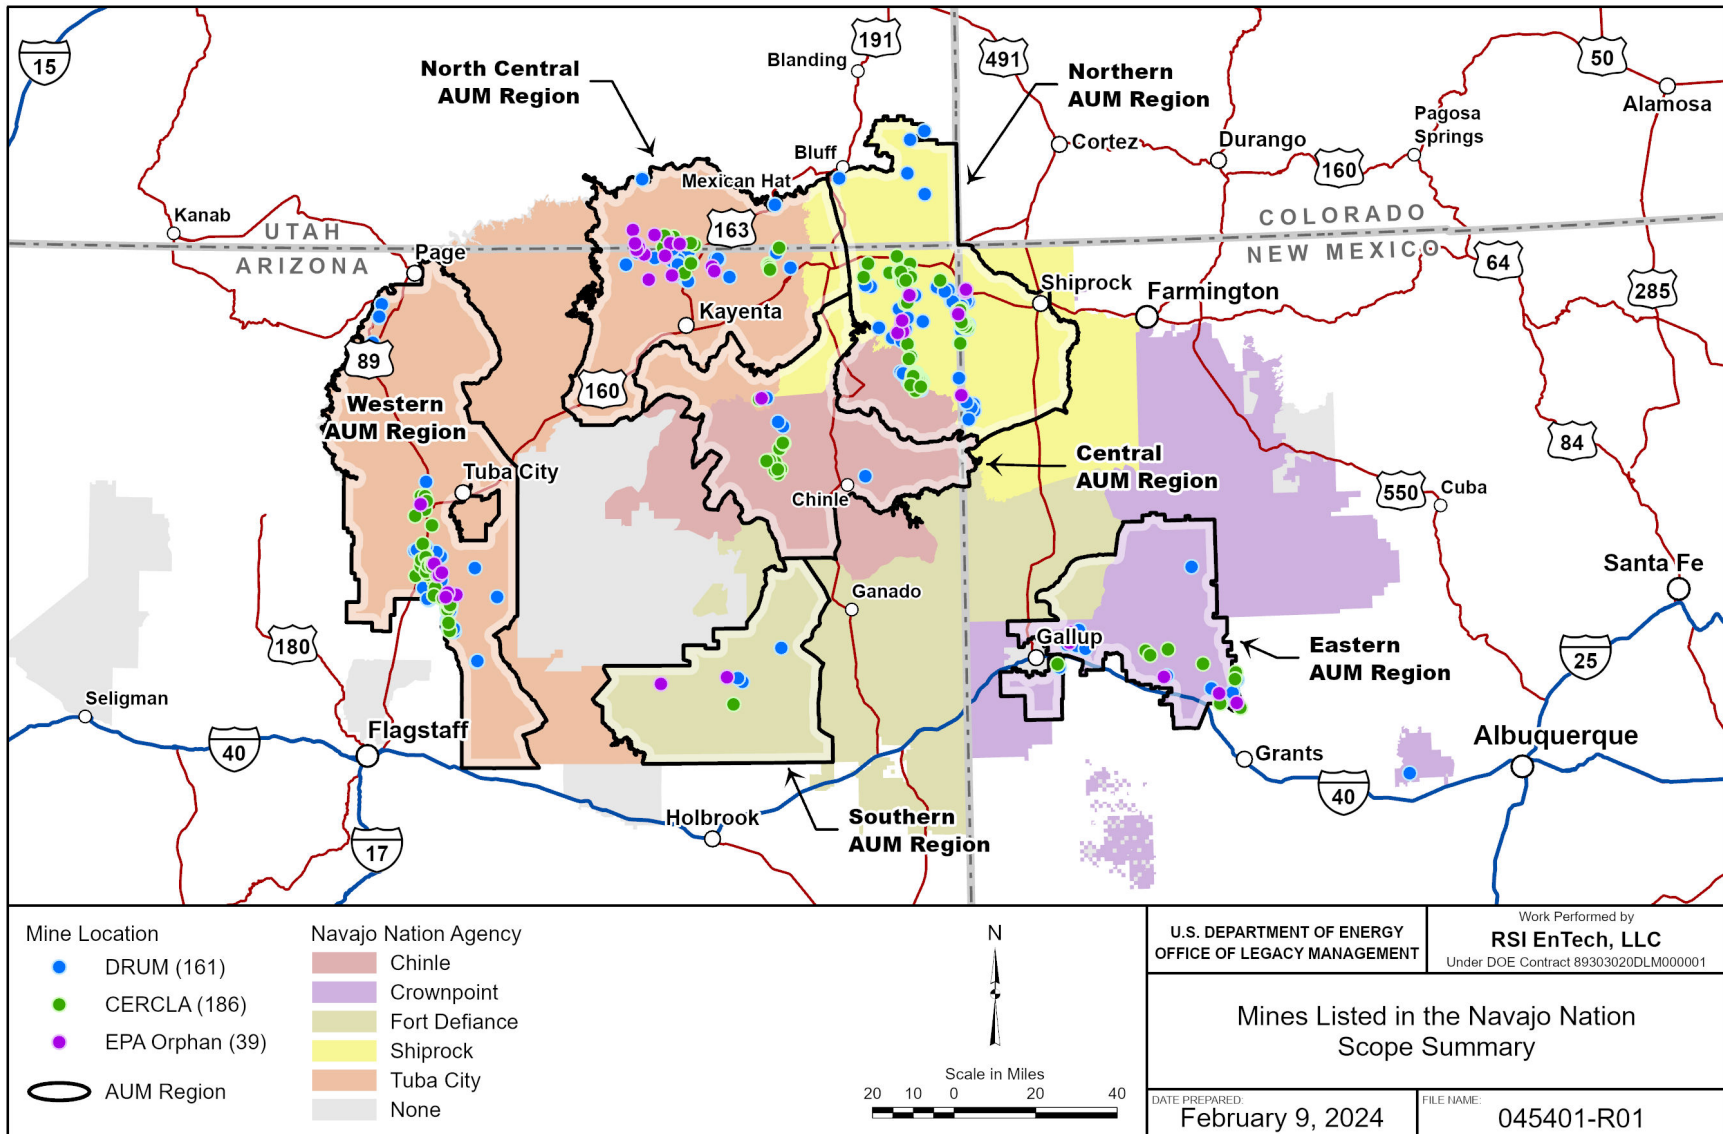 191
491
50
15
Blanding
North Central
AUM Region
Northern
AUM Region
Alamosa
Pagosa
Springs
Cortez
Durango
160
Bluff
Mexican Hat
163
Kanab
UTAH
ARIZONA
COLORADO
NEW MEXICO
Page
64
285
Shiprock
Farmington
Kayenta
89
160
Western
AUM Region
84
Central
AUM Region
Tuba City
Chinle
550
Cuba
Santa Fe
Ganado
180
Gallup
Eastern
AUM Region
25
Seligman
Flagstaff
40
Grants
Albuquerque
40
Holbrook
Southern
AUM Region
17
Mine Location
DRUM (161)
CERCLA (186)
EPA Orphan (39)
AUM Region
Navajo Nation Agency
Chinle
Crownpoint
Fort Defiance
Shiprock
Tuba City
None
N
Scale in Miles
20 10 0 20 40
U.S. DEPARTMENT OF ENERGY
OFFICE OF LEGACY MANAGEMENT
Work Performed by
RSI EnTech, LLC
Under DOE Contract 89303020DLM000001
Mines Listed in the Navajo Nation
Scope Summary
DATE PREPARED:
February 9, 2024
FILE NAME:
045401-R01